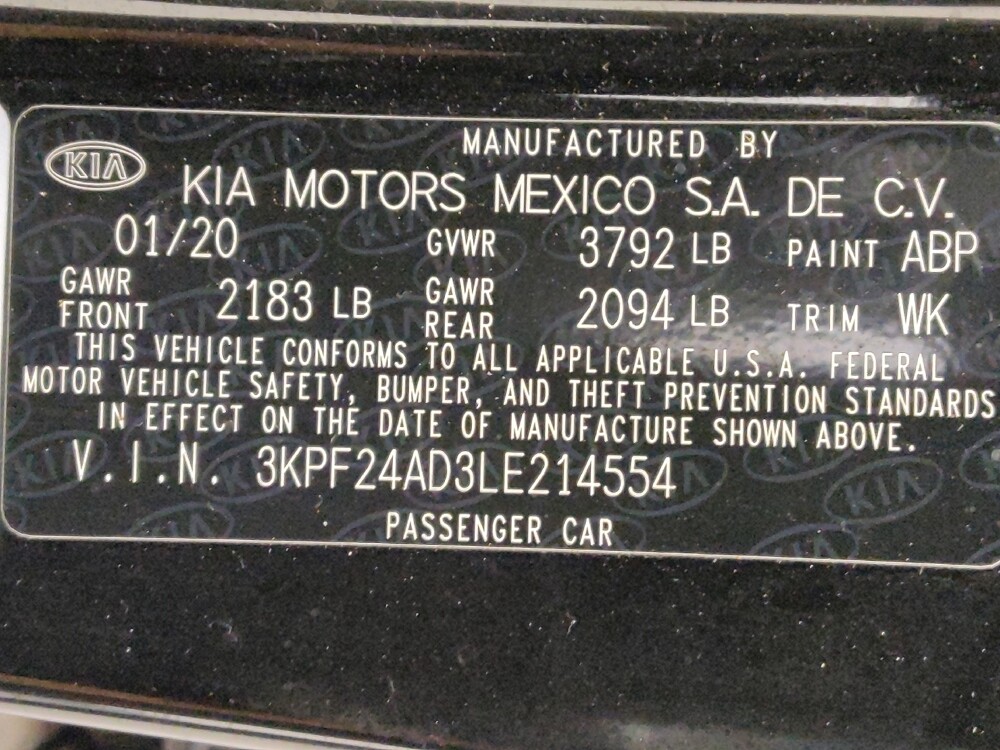 MANUFACTURED BY
KIA
KIA MOTORS MEXICO S.A. DE C.V.
01/20 GVWR 3792 LB PAINT ABP
GAWR FRONT 2183 LB GAWR REAR 2094 LB TRIM WK
THIS VEHICLE CONFORMS TO ALL APPLICABLE U.S.A. FEDERAL
MOTOR VEHICLE SAFETY, BUMPER, AND THEFT PREVENTION STANDARDS
IN EFFECT ON THE DATE OF MANUFACTURE SHOWN ABOVE.
V.I.N. 3KPF24AD3LE214554
PASSENGER CAR